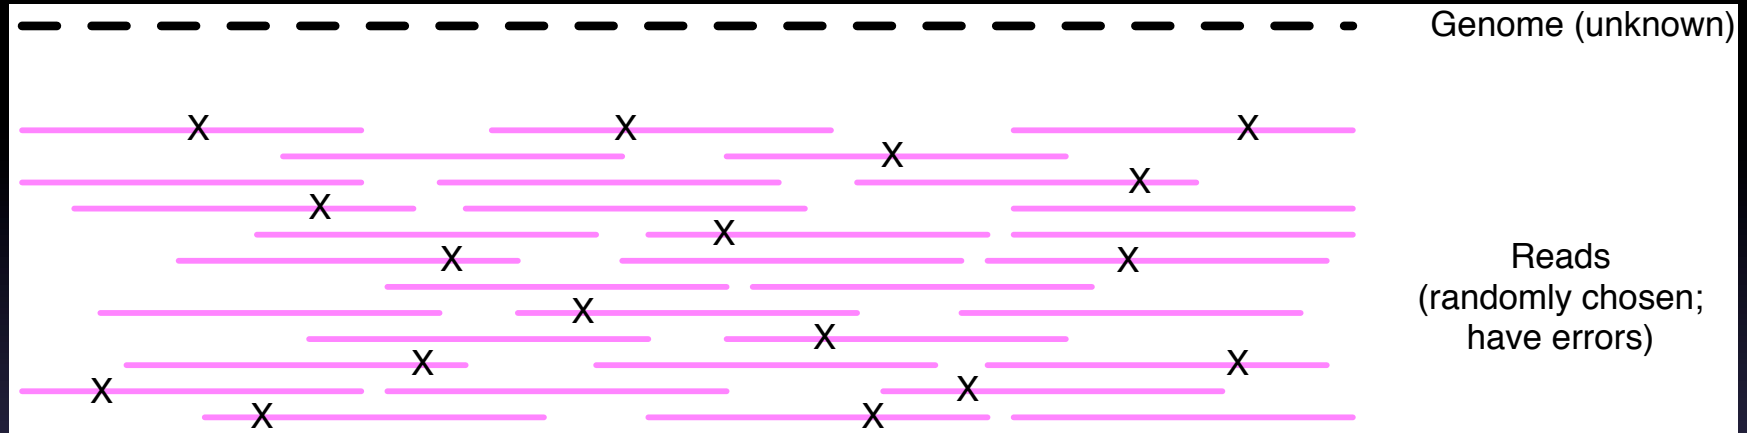 Genome (unknown)
X X X
X
X
X
X
X X
X
X
X X
X X
X X
Reads
(randomly chosen;
have errors)